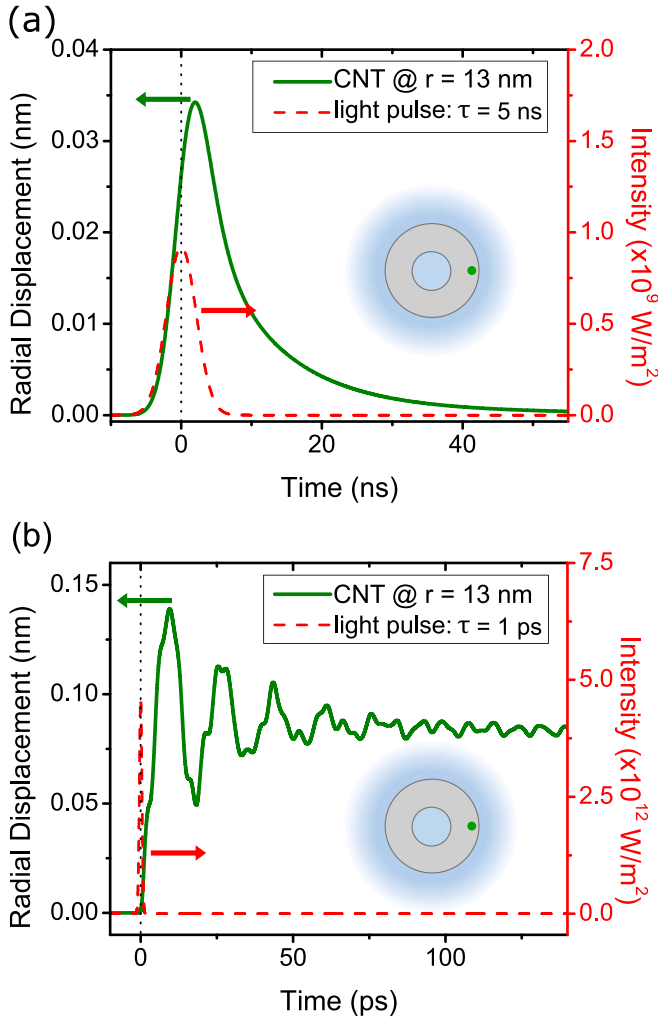 (a)
0.04
0.03
0.02
0.01
0.00
Radial Displacement (nm)
CNT @ r = 13 nm
light pulse: τ = 5 ns
2.0
1.5
1.0
0.5
0.0
Intensity (x10⁹ W/m²)
0
20
40
Time (ns)
(b)
0.15
0.10
0.05
0.00
Radial Displacement (nm)
CNT @ r = 13 nm
light pulse: τ = 1 ps
7.5
5.0
2.5
0.0
Intensity (x10¹² W/m²)
0
50
100
Time (ps)